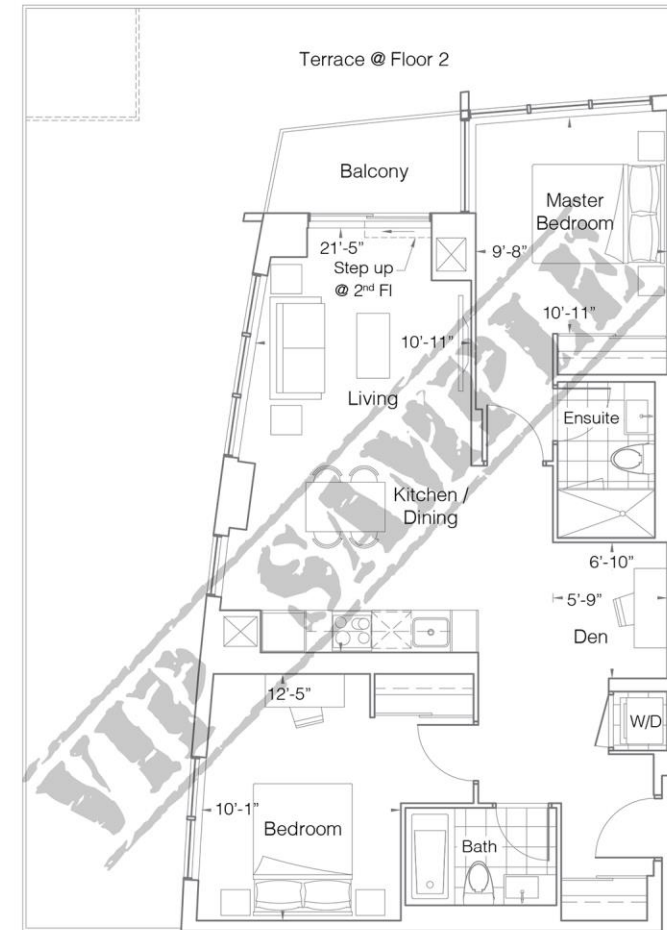 Terrace @ Floor 2
Balcony
Master
Bedroom
21'-5"
9'-8"
Step up
@ 2nd Fl
10'-11"
10'-11"
Living
Ensuite
Kitchen /
Dining
6'-10"
5'-9"
Den
12'-5"
W/D
10'-1"
Bedroom
Bath
VIP SAMPLE